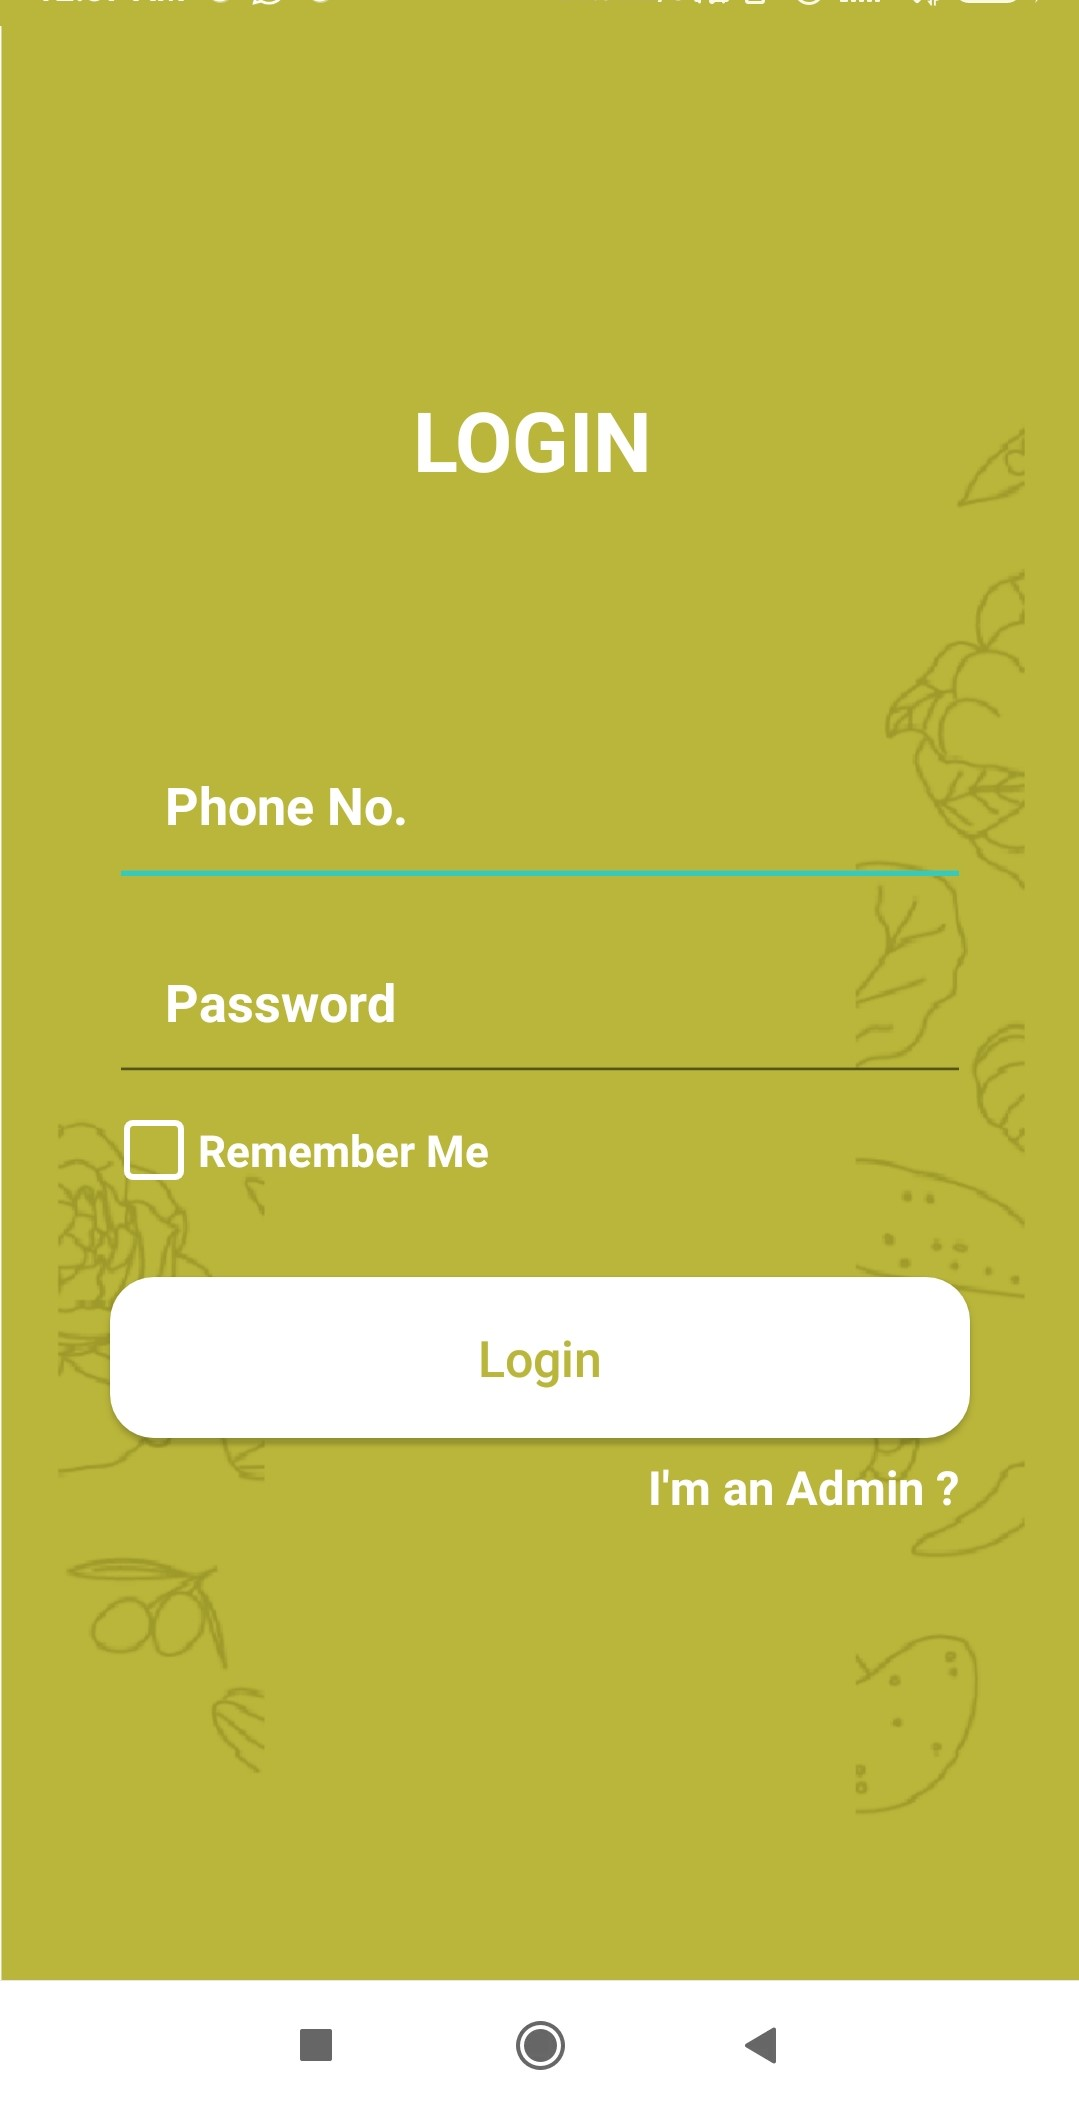 LOGIN
Phone No.
Password
Remember Me
Login
I'm an Admin ?